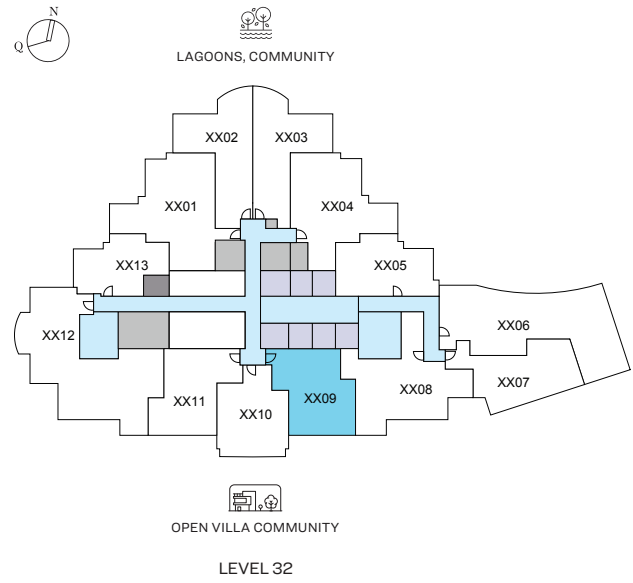 N
Q
LAGOONS, COMMUNITY
XX02 XX03
XX01 XX04
XX13 XX05
XX12 XX06
XX11 XX10 XX09 XX08 XX07
OPEN VILLA COMMUNITY
LEVEL 32